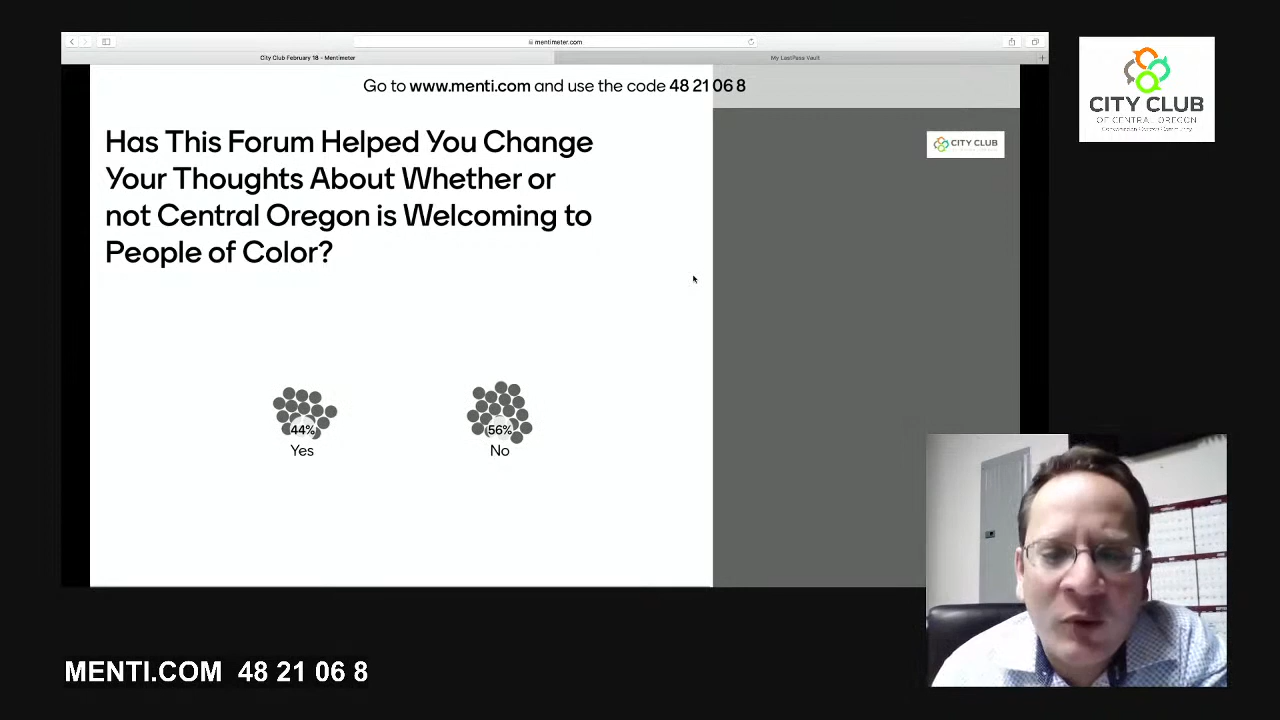 mentimeter.com
City Club February 18 - Mentimeter
My LastPass Vault
Go to www.menti.com and use the code 48 21 06 8
CITY CLUB
OF CENTRAL OREGON
Has This Forum Helped You Change
Your Thoughts About Whether or
not Central Oregon is Welcoming to
People of Color?
CITY CLUB
44%
56%
Yes
No
MENTI.COM 48 21 06 8